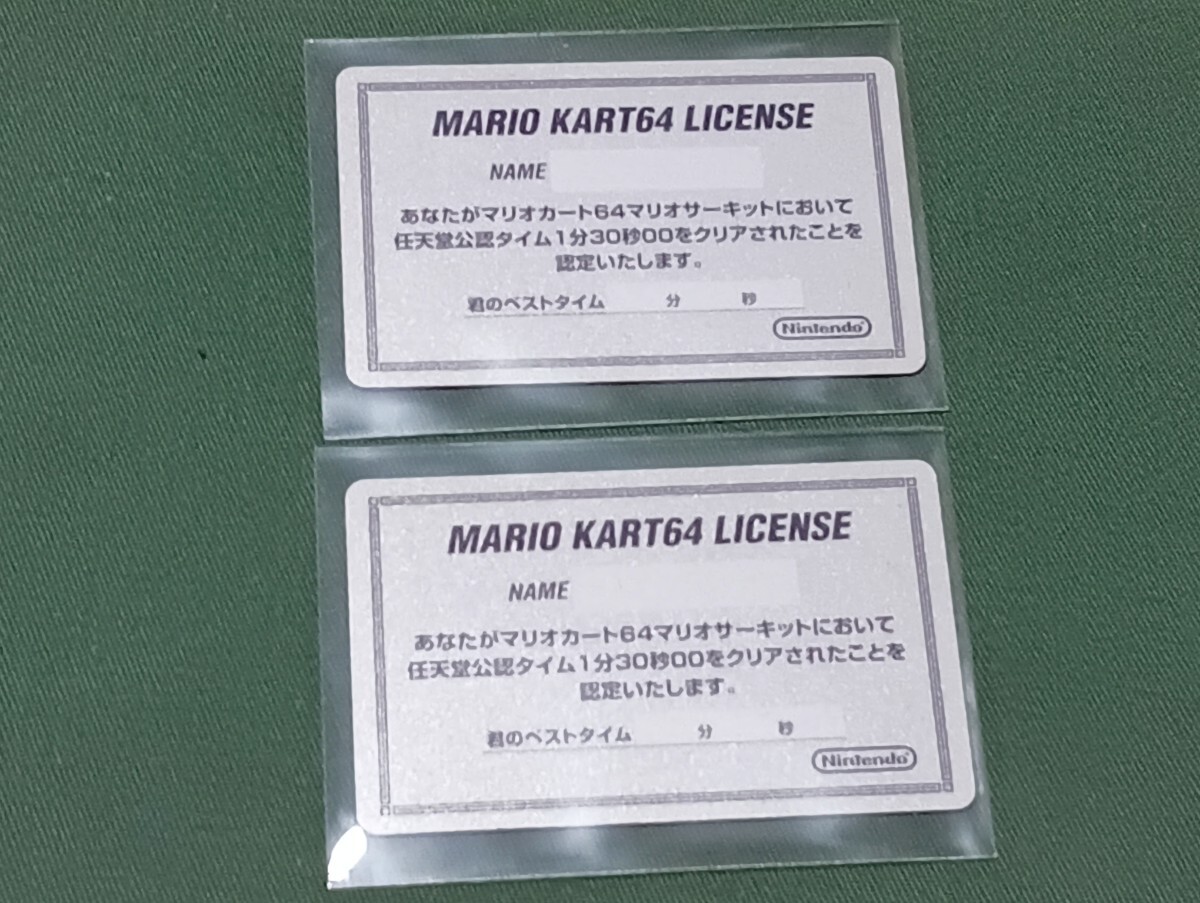 MARIO KART64 LICENSE
NAME
あなたがマリオカート64マリオサーキットにおいて
任天堂公認タイム1分30秒00をクリアされたことを
認定いたします。
君のベストタイム 分 秒
Nintendo
MARIO KART64 LICENSE
NAME
あなたがマリオカート64マリオサーキットにおいて
任天堂公認タイム1分30秒00をクリアされたことを
認定いたします。
君のベストタイム 分 秒
Nintendo